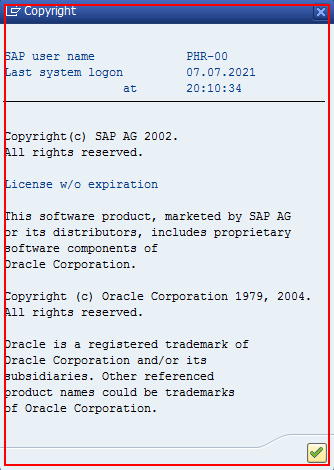 Copyright
SAP user name PHR-00
Last system logon 07.07.2021
at 20:10:34
Copyright(c) SAP AG 2002.
All rights reserved.
License w/o expiration
This software product, marketed by SAP AG
or its distributors, includes proprietary
software components of
Oracle Corporation.
Copyright (c) Oracle Corporation 1979, 2004.
All rights reserved.
Oracle is a registered trademark of
Oracle Corporation and/or its
subsidiaries. Other referenced
product names could be trademarks
of Oracle Corporation.